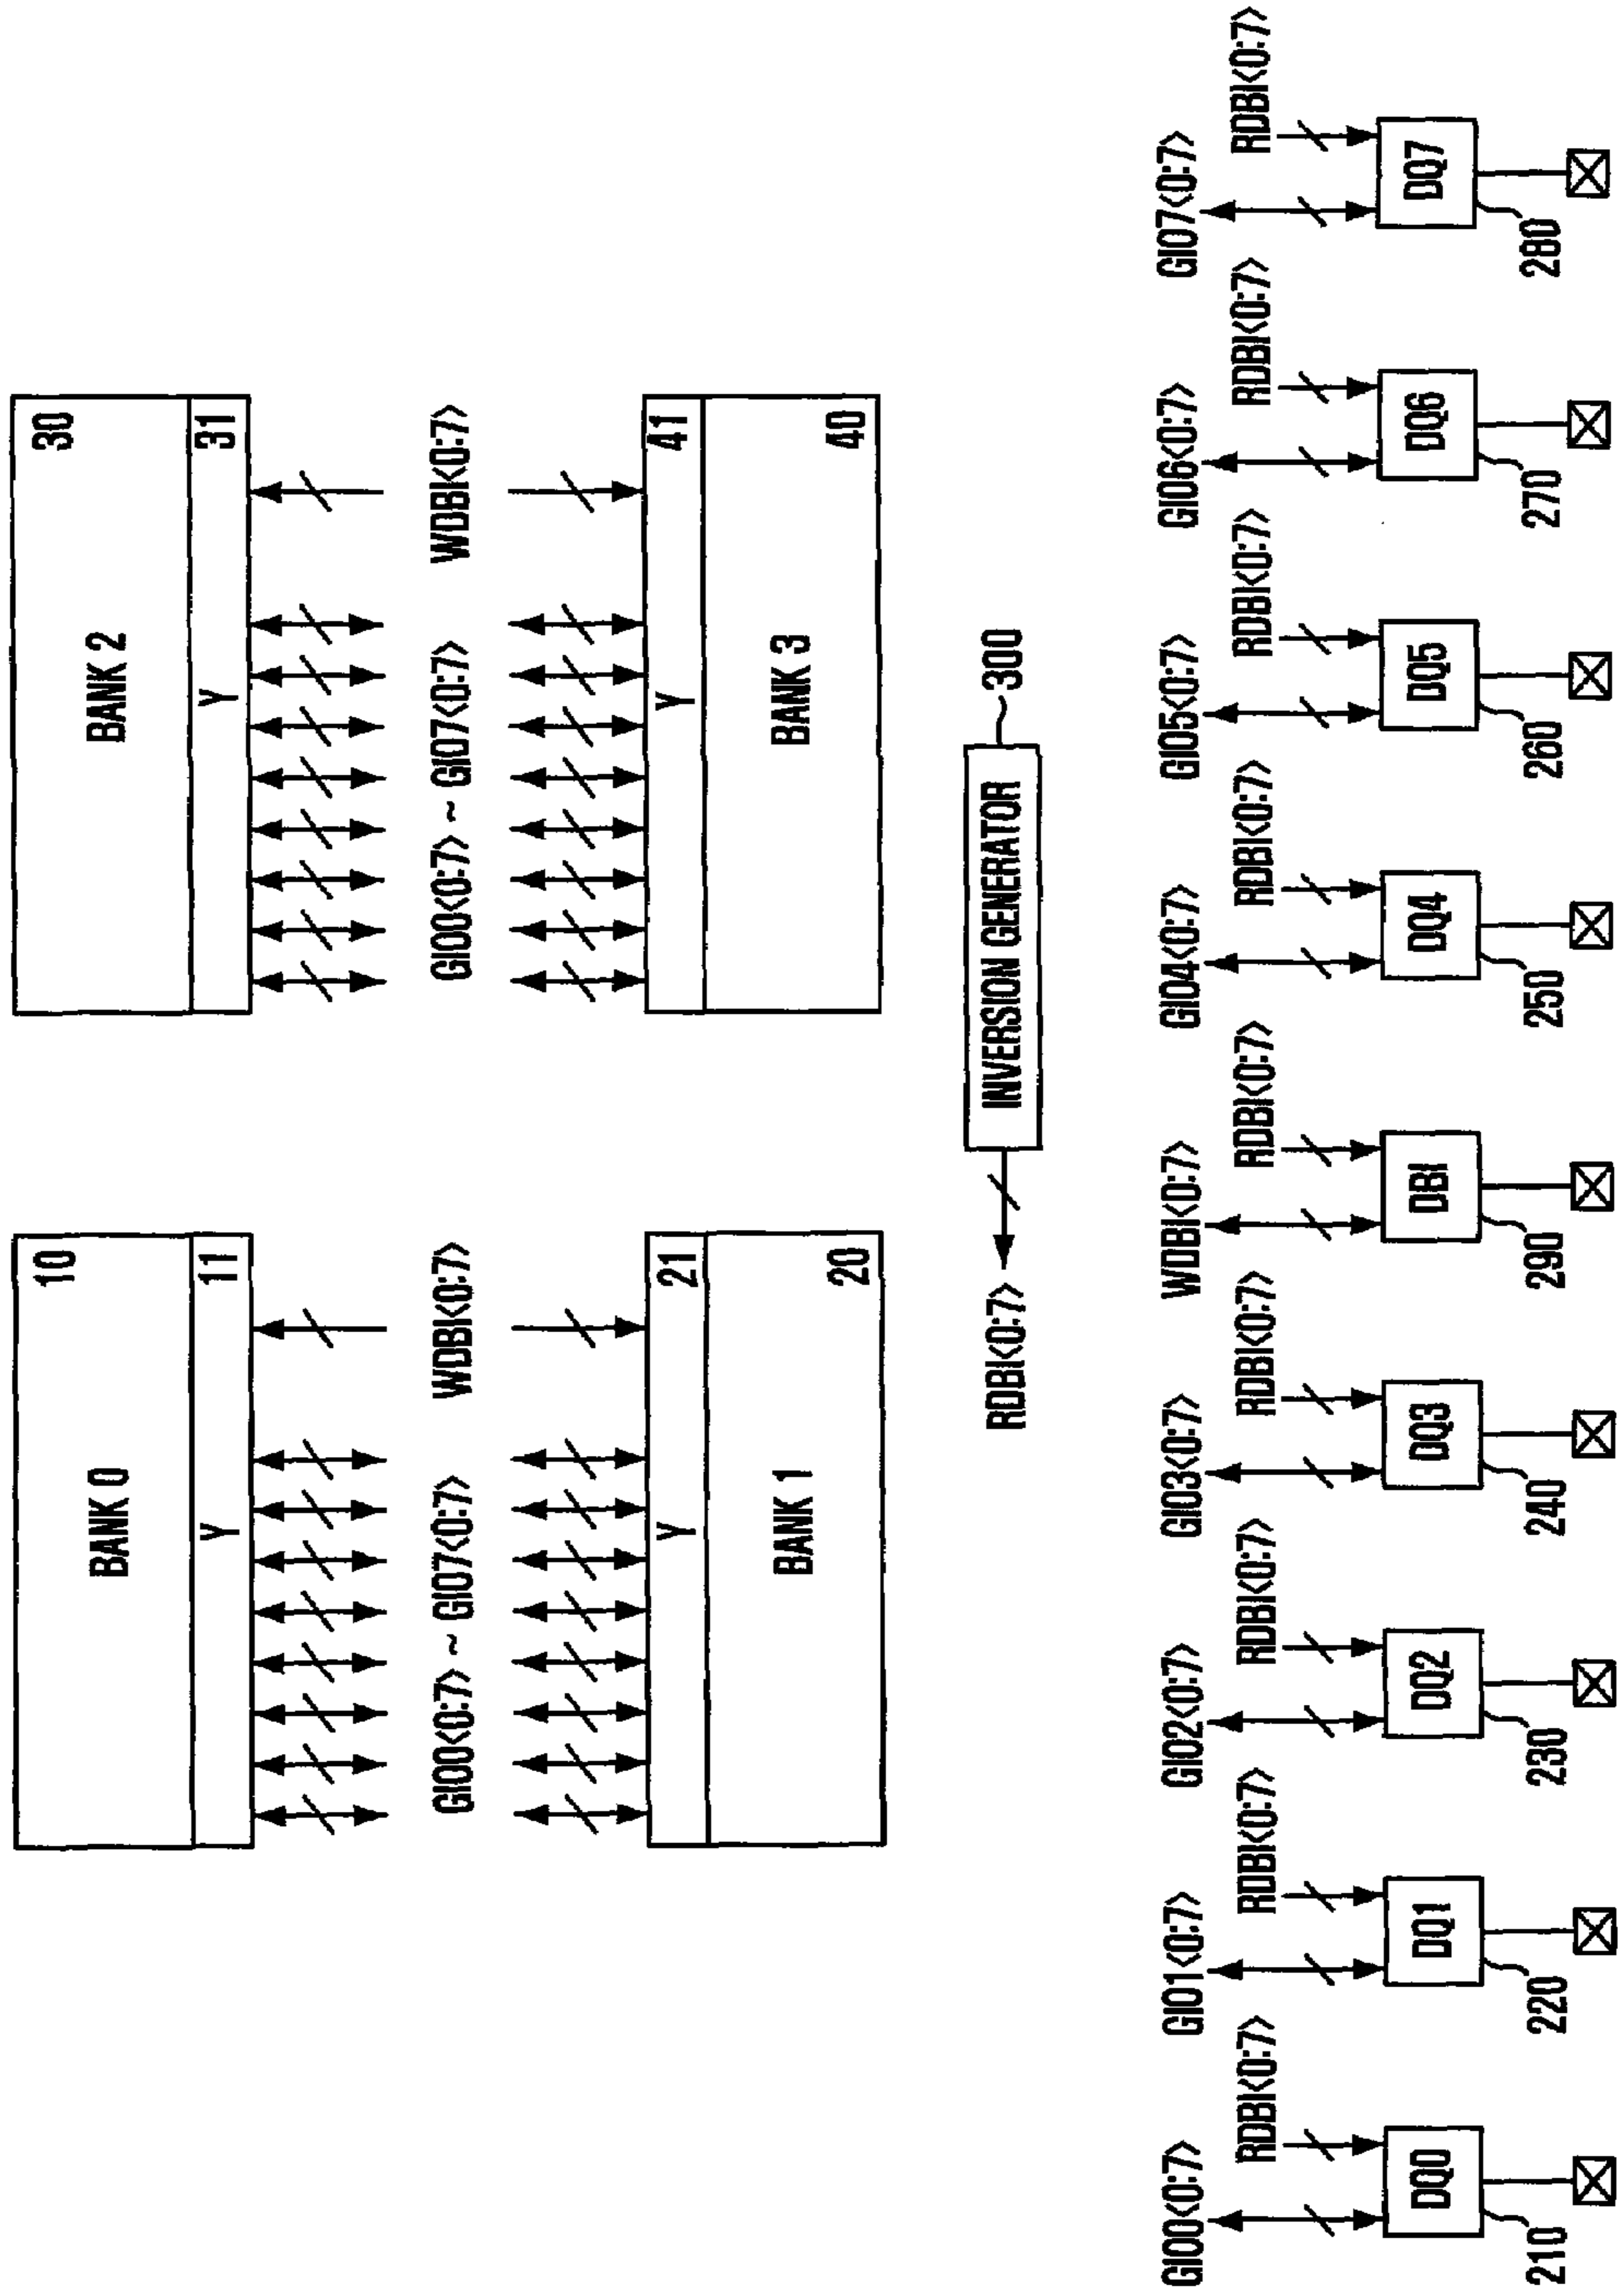 10
30
BANK 0
BANK 2
11
31
Y
Y
GIO0<0:7> ~ GIO7<0:7>
WDBI<0:7>
GIO0<0:7> ~ GIO7<0:7>
WDBI<0:7>
Y
21
Y
41
BANK 1
20
BANK 3
40
RDBI<0:7>
INVERSION GENERATOR
300
GIO0<0:7>
GIO1<0:7>
GIO2<0:7>
GIO3<0:7>
WDBI<0:7>
GIO4<0:7>
GIO5<0:7>
GIO6<0:7>
GIO7<0:7>
RDBI<0:7>
RDBI<0:7>
RDBI<0:7>
RDBI<0:7>
RDBI<0:7>
RDBI<0:7>
RDBI<0:7>
RDBI<0:7>
RDBI<0:7>
DQ0
DQ1
DQ2
DQ3
DBI
DQ4
DQ5
DQ6
DQ7
210
220
230
240
290
250
260
270
280